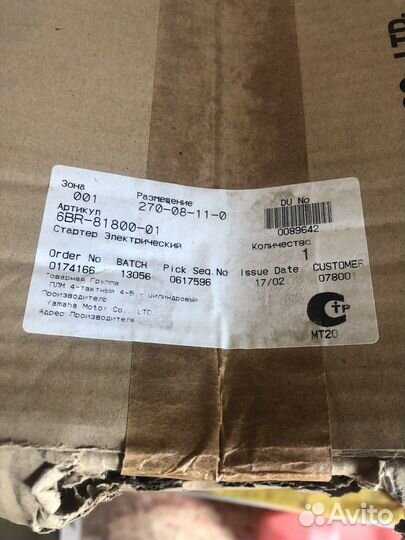 Зона
001
Размещение
270-08-11-0
DU No
0089642
Артикул
6BR-81800-01
Стартер Электрический
Количество
1
Order No BATCH Pick Seq.No Issue Date CUSTOMER
0174166 13056 0617596 17/02 078001
Товарная Группа
ПЛМ 4-тактный 4-6 - цилиндровый
Производитель
Yamaha Motor Co., LTD
Адрес Производителя
МТ20
Avito